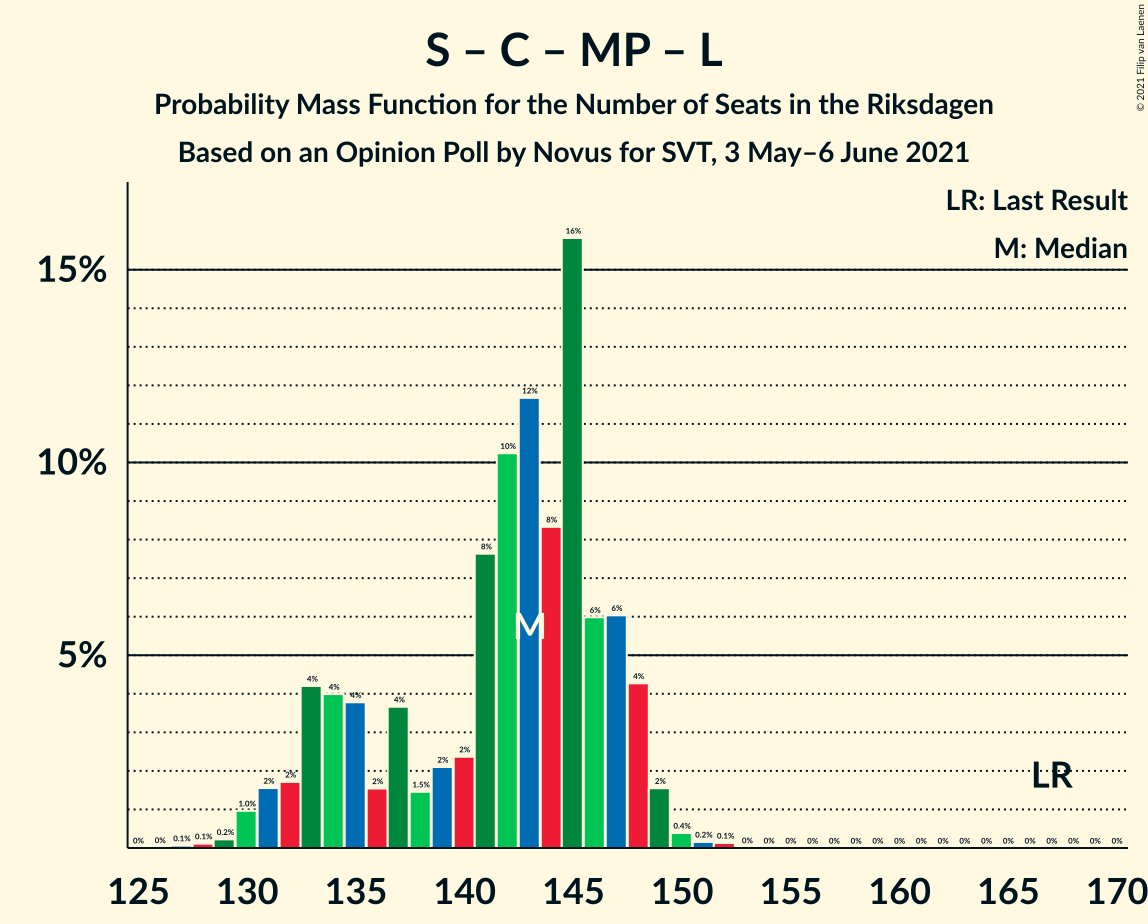 S – C – MP – L
Probability Mass Function for the Number of Seats in the Riksdagen
Based on an Opinion Poll by Novus for SVT, 3 May–6 June 2021
© 2021 Filip van Laenen
LR: Last Result
M: Median
15%
10%
5%
0% 0% 0.1% 0.1% 0.2% 1.0% 2% 2% 4% 4% 4% 2% 4% 1.5% 2% 2% 8% 10% 12% 8% 16% 6% 6% 4% 2% 0.4% 0.2% 0.1% 0% 0% 0% 0% 0% 0% 0% 0% 0% 0% 0% 0% 0% 0% 0% 0% 0% 0%
M
LR
125 130 135 140 145 150 155 160 165 170